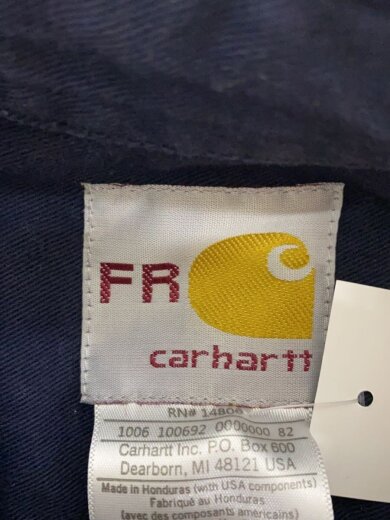 FR
carhartt
RN# 14806
1006 100692 0000000 82
Carhartt Inc. P.O. Box 600
Dearborn, MI 48121 USA
Made in Honduras (with USA components)
Fabriqué au Honduras
(avec des composants américains)